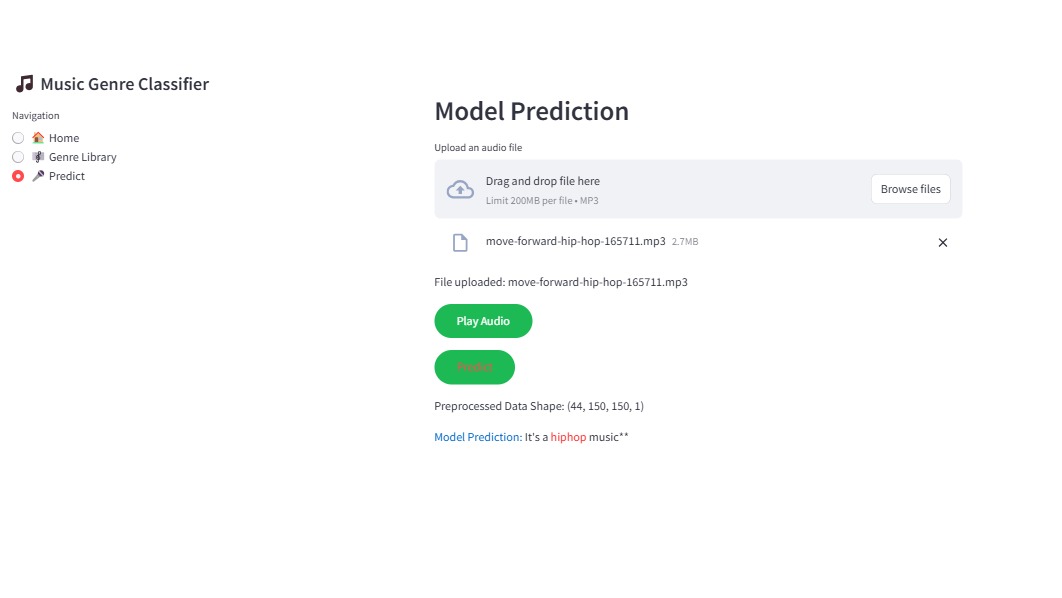 Music Genre Classifier
Navigation
Home
Genre Library
Predict
Model Prediction
Upload an audio file
Drag and drop file here
Limit 200MB per file • MP3
Browse files
move-forward-hip-hop-165711.mp3 2.7MB
File uploaded: move-forward-hip-hop-165711.mp3
Play Audio
Predict
Preprocessed Data Shape: (44, 150, 150, 1)
Model Prediction: It's a hiphop music**